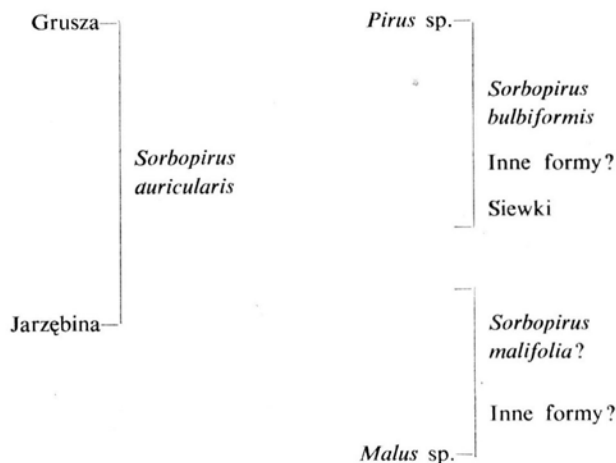 Grusza
Jarzębina
Sorbopirus
auricularis
Pirus sp.
Sorbopirus
bulbiformis
Inne formy?
Siewki
Sorbopirus
malifolia?
Inne formy?
Malus sp.